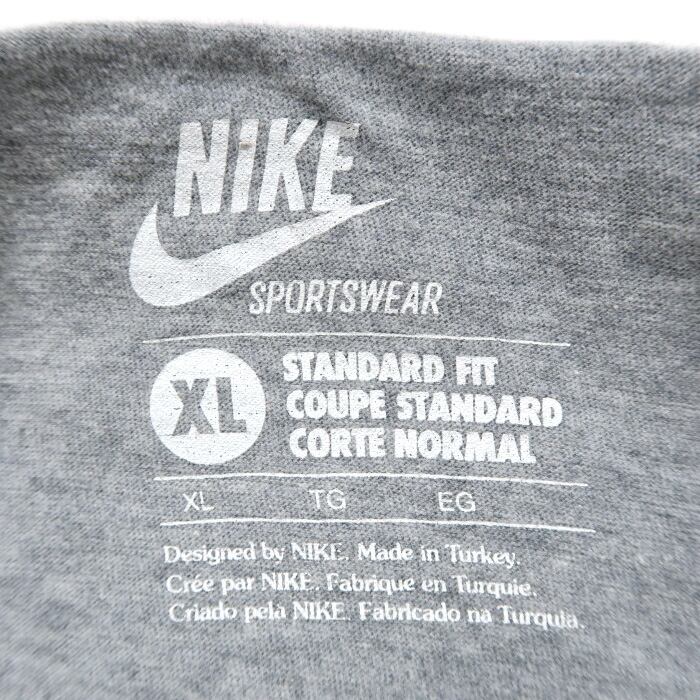 NIKE
SPORTSWEAR
XL
STANDARD FIT
COUPE STANDARD
CORTE NORMAL
XL TG EG
Designed by NIKE. Made in Turkey.
Crée par NIKE. Fabrique en Turquie.
Criado pela NIKE. Fabricado na Turquia.